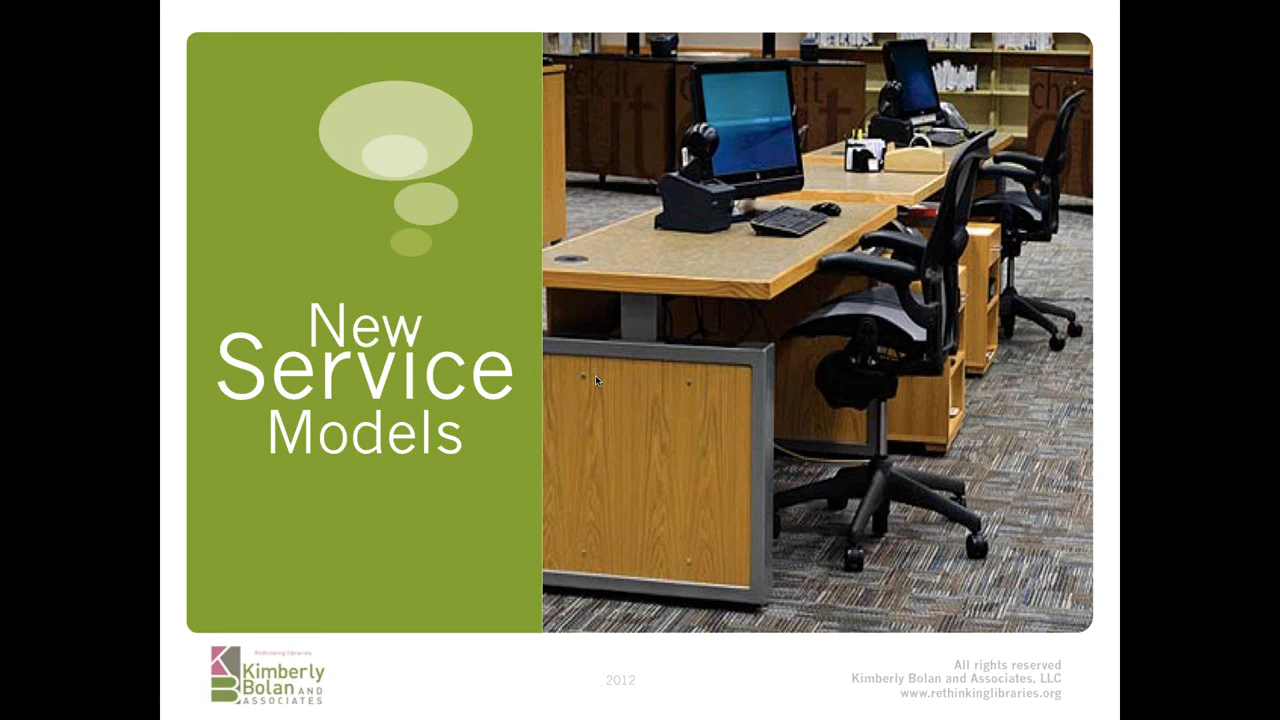 New
Service
Models
Rethinking libraries
Kimberly
Bolan AND
ASSOCIATES
2012
All rights reserved
Kimberly Bolan and Associates, LLC
www.rethinkinglibraries.org